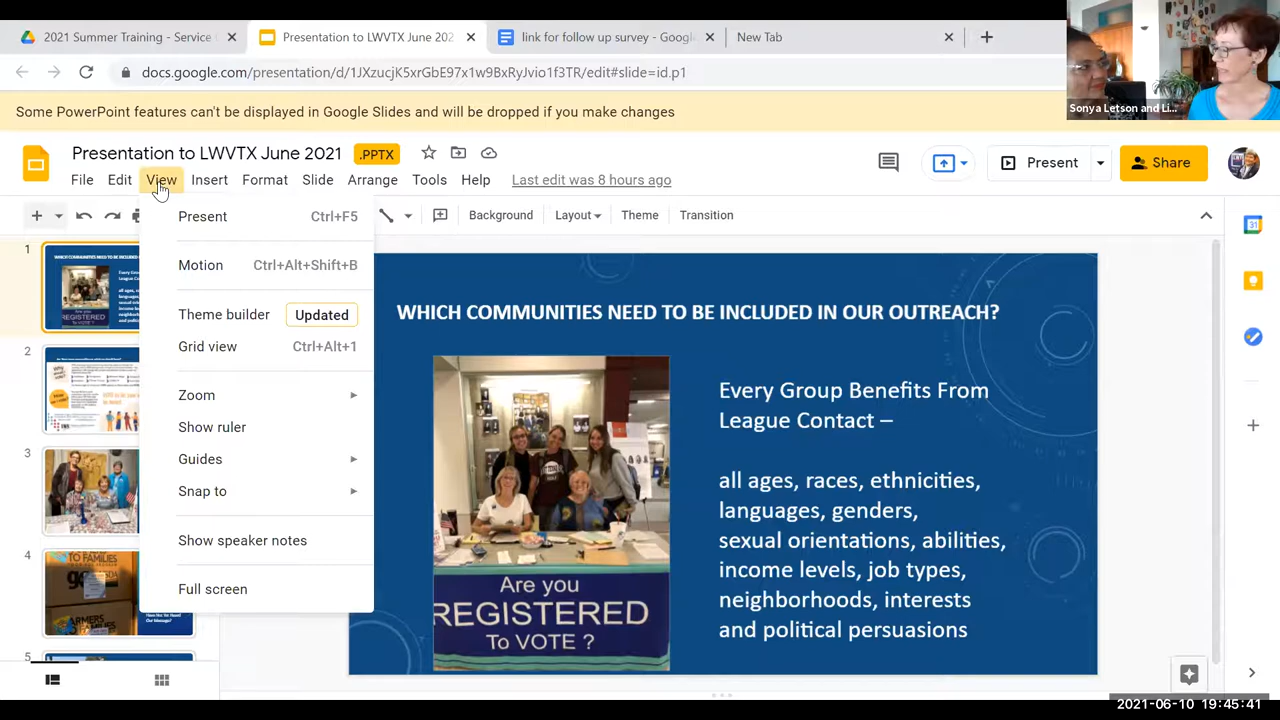 2021 Summer Training - Service L
Presentation to LWVTX June 202
link for follow up survey - Googl
New Tab
docs.google.com/presentation/d/1JXzucjK5xrGbE97x1w9BxRyJvio1f3TR/edit#slide=id.p1
Sonya Letson and Li...
Some PowerPoint features can't be displayed in Google Slides and will be dropped if you make changes
Presentation to LWVTX June 2021
.PPTX
Present
Share
File Edit View Insert Format Slide Arrange Tools Help Last edit was 8 hours ago
Background Layout Theme Transition
Present Ctrl+F5
Motion Ctrl+Alt+Shift+B
Theme builder Updated
Grid view Ctrl+Alt+1
Zoom
Show ruler
Guides
Snap to
Show speaker notes
Full screen
1
2
3
4
5
WHICH COMMUNITIES NEED TO BE INCLUDED IN OUR OUTREACH?
Every Group Benefits From
League Contact –
all ages, races, ethnicities,
languages, genders,
sexual orientations, abilities,
income levels, job types,
neighborhoods, interests
and political persuasions
Are you
REGISTERED
To VOTE ?
31
2021-06-10 19:45:41